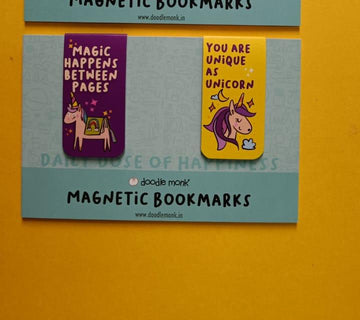 MAGNETIC BOOKMARKS
www.doodlemonk.in
MAGIC
HAPPENS
BETWEEN
PAGES
YOU ARE
UNIQUE
AS
UNICORN
DAILY DOSE OF HAPPINESS
doodle monk
MAGNETIC BOOKMARKS
www.doodlemonk.in